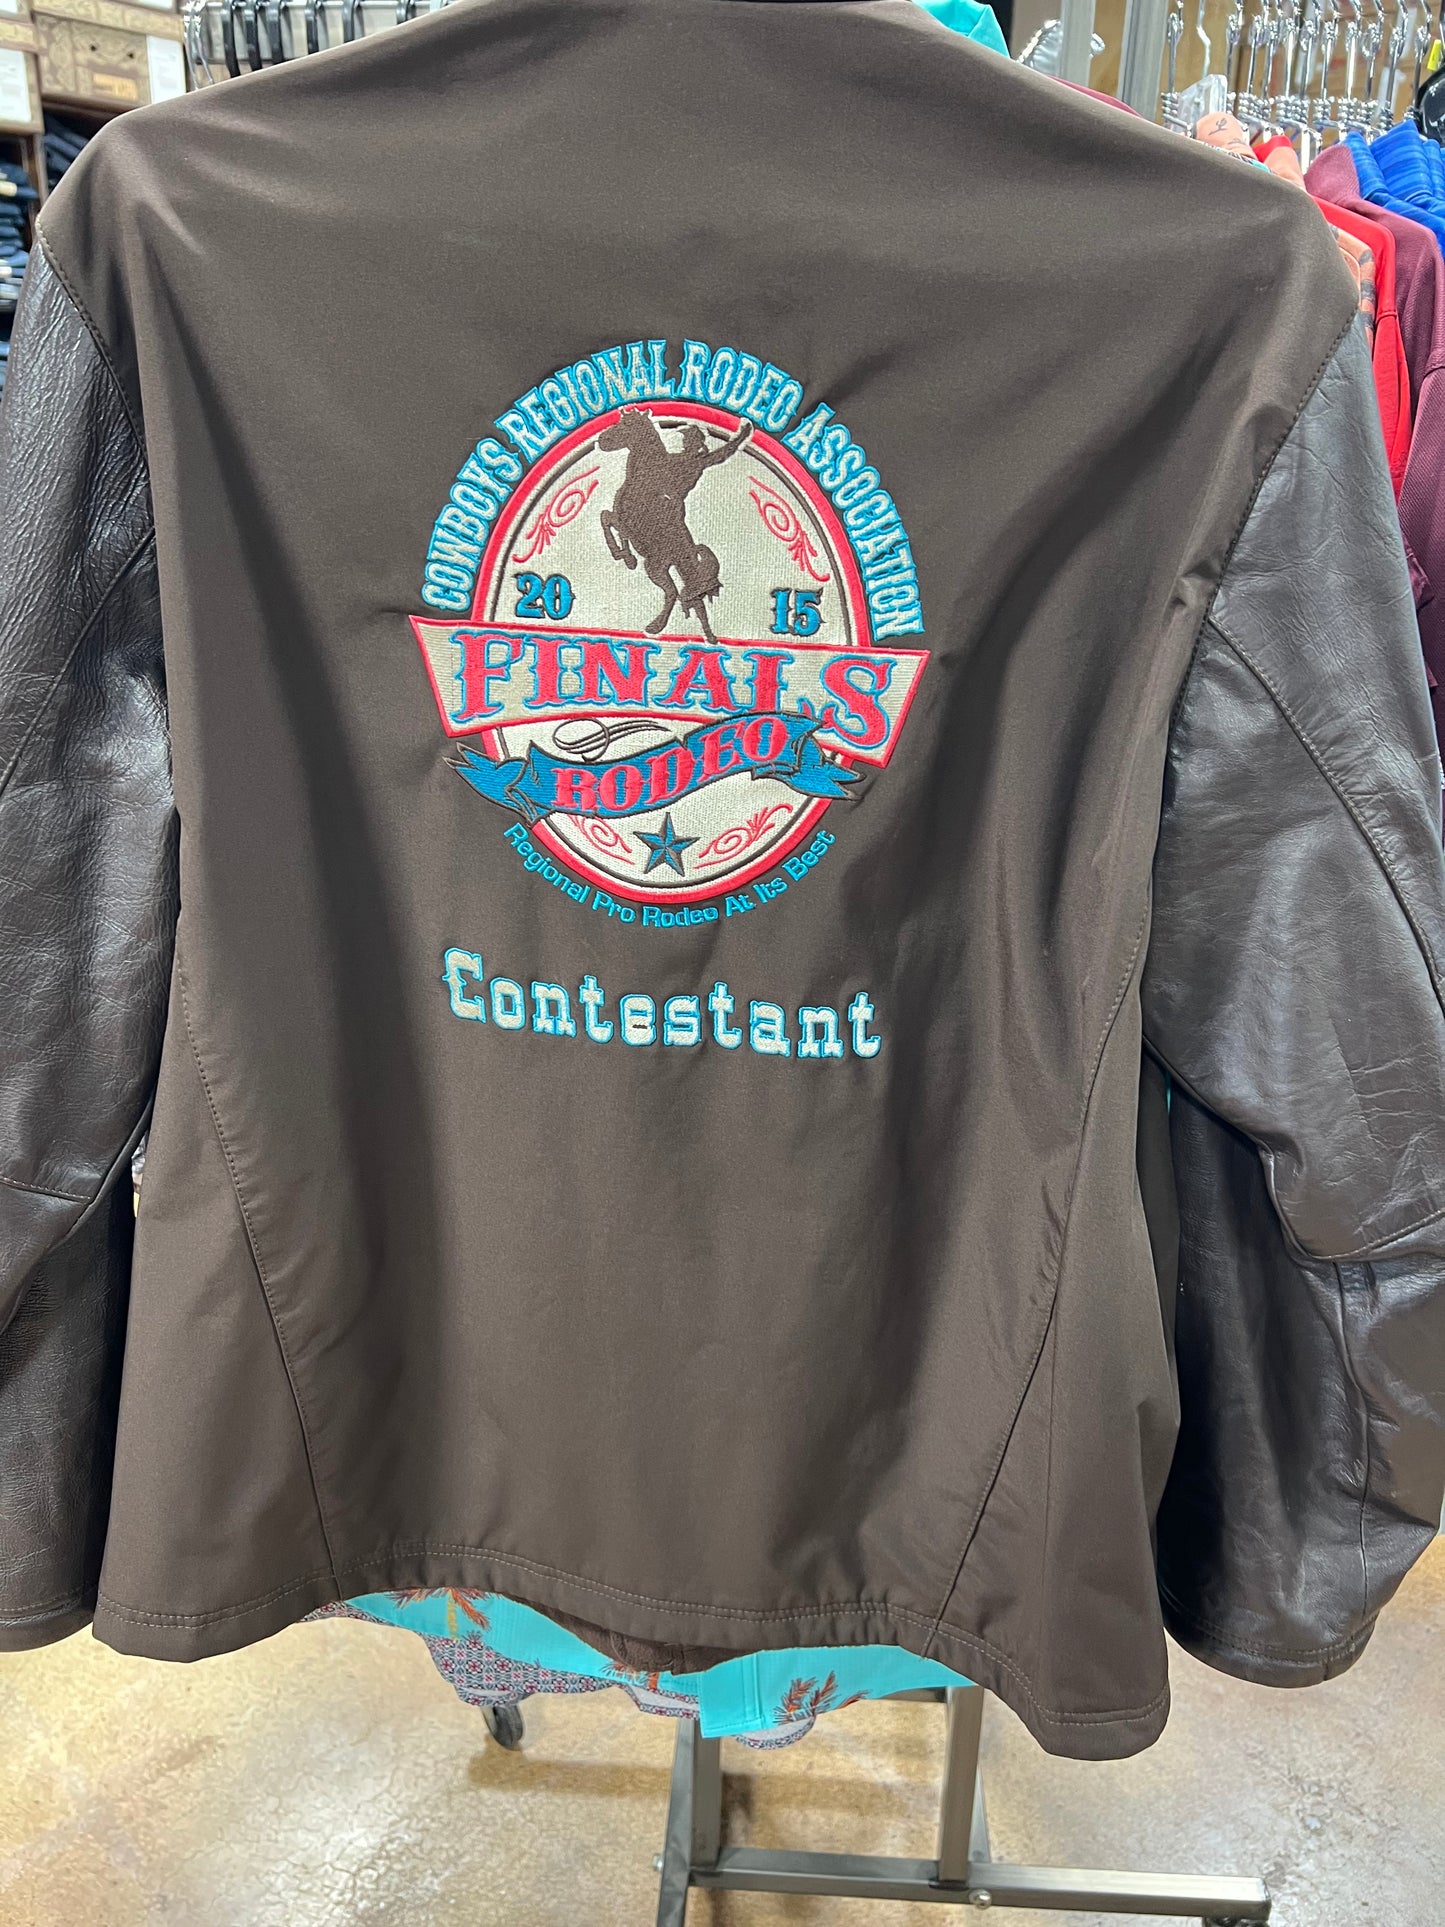 COWBOYS REGIONAL RODEO ASSOCIATION
20 15
FINALS
RODEO
Regional Pro Rodeo At Its Best
Contestant